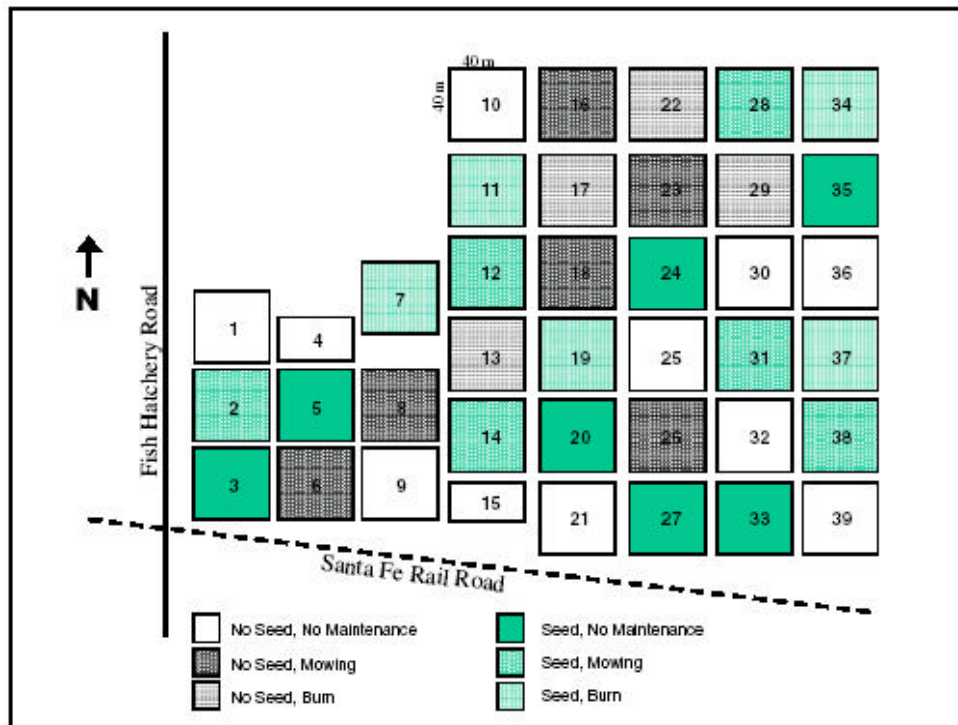 40 m
40 m
10 16 22 28 34
11 17 23 29 35
12 18 24 30 36
7
1
4
13 19 25 31 37
2 5 8
14 20 26 32 38
3 6 9
15
21 27 33 39
N
Fish Hatchery Road
Santa Fe Rail Road
No Seed, No Maintenance
No Seed, Mowing
No Seed, Burn
Seed, No Maintenance
Seed, Mowing
Seed, Burn